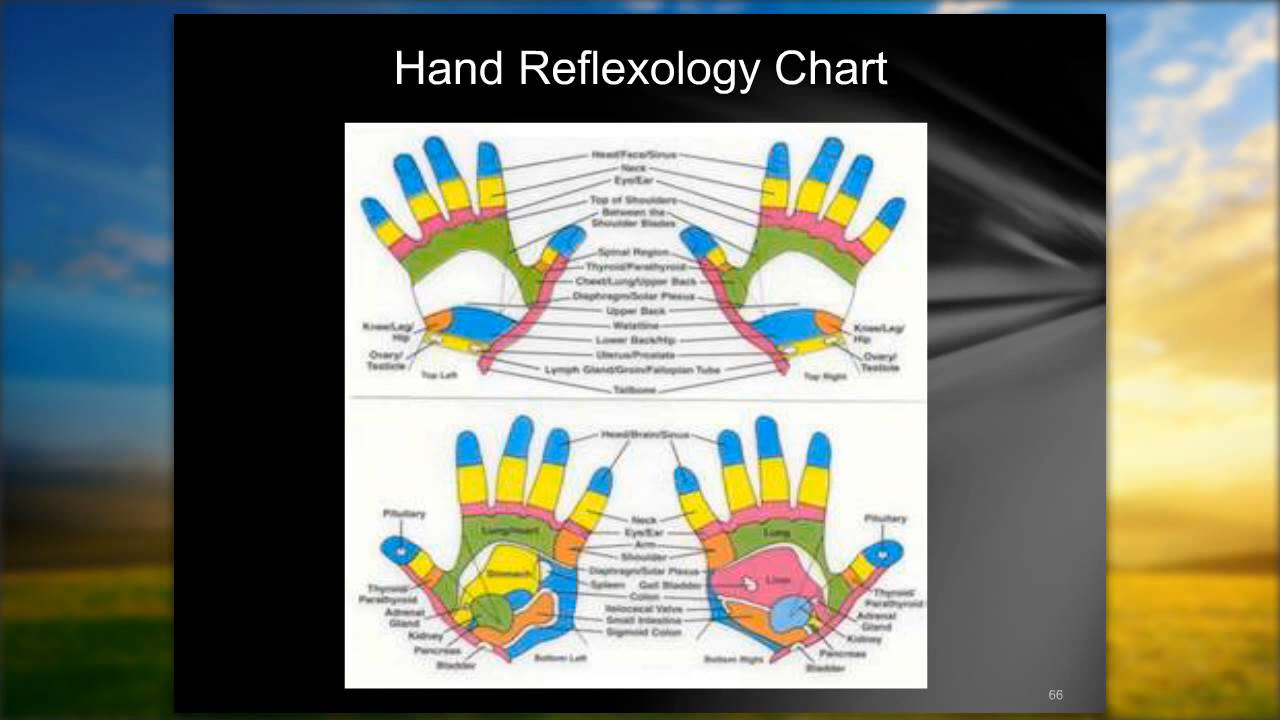 Hand Reflexology Chart
Head/Face/Sinus
Neck
Eye/Ear
Top of Shoulders
Between the
Shoulder Blades
Spinal Region
Thyroid/Parathyroid
Chest/Lung/Upper Back
Diaphragm/Solar Plexus
Upper Back
Waistline
Lower Back/Hip
Uterus/Prostate
Lymph Gland/Groin/Fallopian Tube
Tailbone
Knee/Leg/
Hip
Ovary/
Testicle
Top Left
Knee/Leg/
Hip
Ovary/
Testicle
Top Right
Head/Brain/Sinus
Pituitary
Lung/Heart
Stomach
Thyroid/
Parathyroid
Adrenal
Gland
Kidney
Pancreas
Bladder
Bottom Left
Neck
Eye/Ear
Arm
Shoulder
Diaphragm/Solar Plexus
Spleen Gall Bladder
Colon
Ileiocecal Valve
Small Intestine
Sigmoid Colon
Lung
Liver
Pituitary
Thyroid/
Parathyroid
Adrenal
Gland
Kidney
Pancreas
Bladder
Bottom Right
66